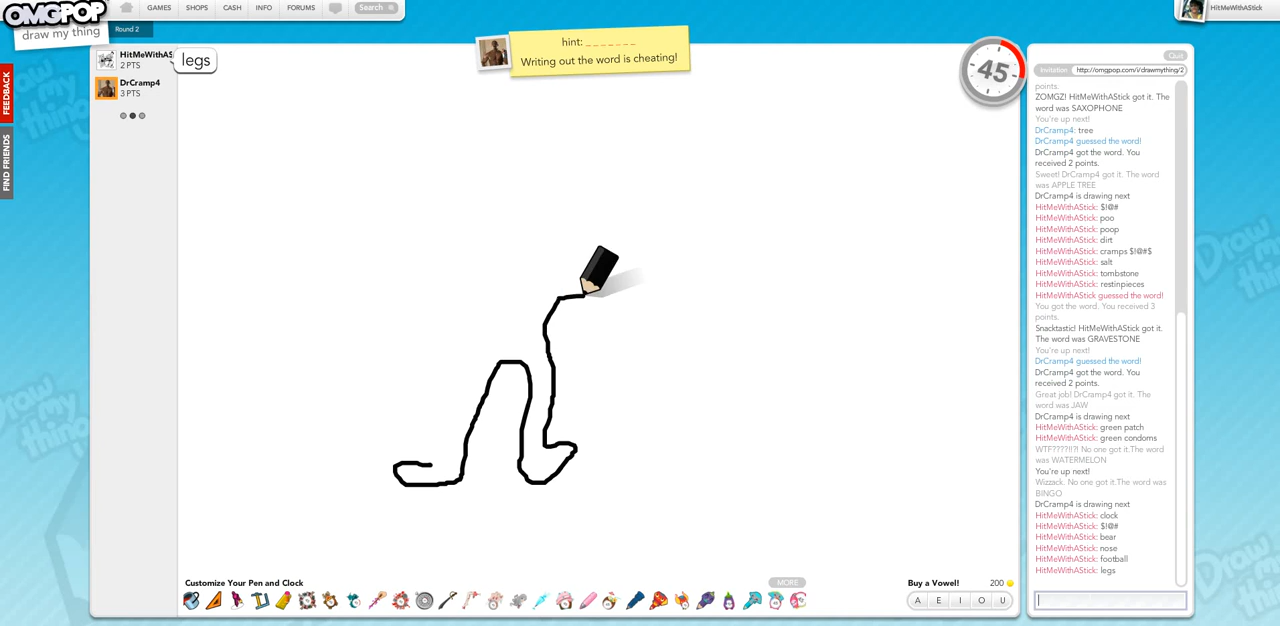 OMGPOP
draw my thing
GAMES
SHOPS
CASH
INFO
FORUMS
Search
HitMeWithAStick
Round 2
FEEDBACK
FIND FRIENDS
HitMeWithAS
2 PTS
legs
DrCramp4
3 PTS
hint: _ _ _ _ _ _ _
Writing out the word is cheating!
45
Quit
Invitation
http://omgpop.com/i/drawmything/2
points.
ZOMGZ! HitMeWithAStick got it. The
word was SAXOPHONE
You're up next!
DrCramp4: tree
DrCramp4 guessed the word!
DrCramp4 got the word. You
received 2 points.
Sweet! DrCramp4 got it. The word
was APPLE TREE
DrCramp4 is drawing next
HitMeWithAStick: $!@#
HitMeWithAStick: poo
HitMeWithAStick: poop
HitMeWithAStick: dirt
HitMeWithAStick: cramps $!@#$
HitMeWithAStick: salt
HitMeWithAStick: tombstone
HitMeWithAStick: restinpieces
HitMeWithAStick guessed the word!
You got the word. You received 3
points.
Snacktastic! HitMeWithAStick got it.
The word was GRAVESTONE
You're up next!
DrCramp4 guessed the word!
DrCramp4 got the word. You
received 2 points.
Great job! DrCramp4 got it. The
word was JAW
DrCramp4 is drawing next
HitMeWithAStick: green patch
HitMeWithAStick: green condoms
WTF????!!?! No one got it.The word
was WATERMELON
You're up next!
Wizzack. No one got it.The word was
BINGO
DrCramp4 is drawing next
HitMeWithAStick: clock
HitMeWithAStick: $!@#
HitMeWithAStick: bear
HitMeWithAStick: nose
HitMeWithAStick: football
HitMeWithAStick: legs
Customize Your Pen and Clock
MORE
Buy a Vowel!
200
A E I O U